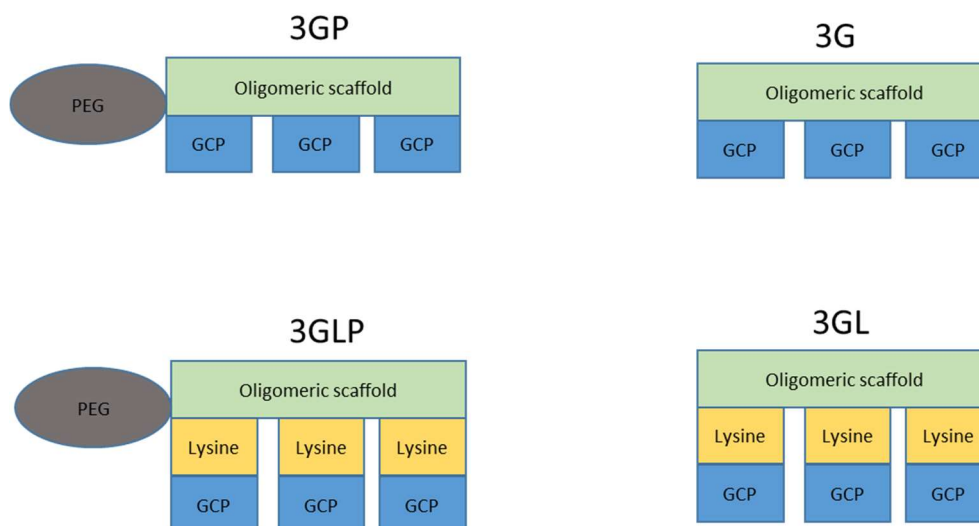 3GP
Oligomeric scaffold
PEG
GCP GCP GCP
3G
Oligomeric scaffold
GCP GCP GCP
3GLP
Oligomeric scaffold
PEG
Lysine Lysine Lysine
GCP GCP GCP
3GL
Oligomeric scaffold
Lysine Lysine Lysine
GCP GCP GCP